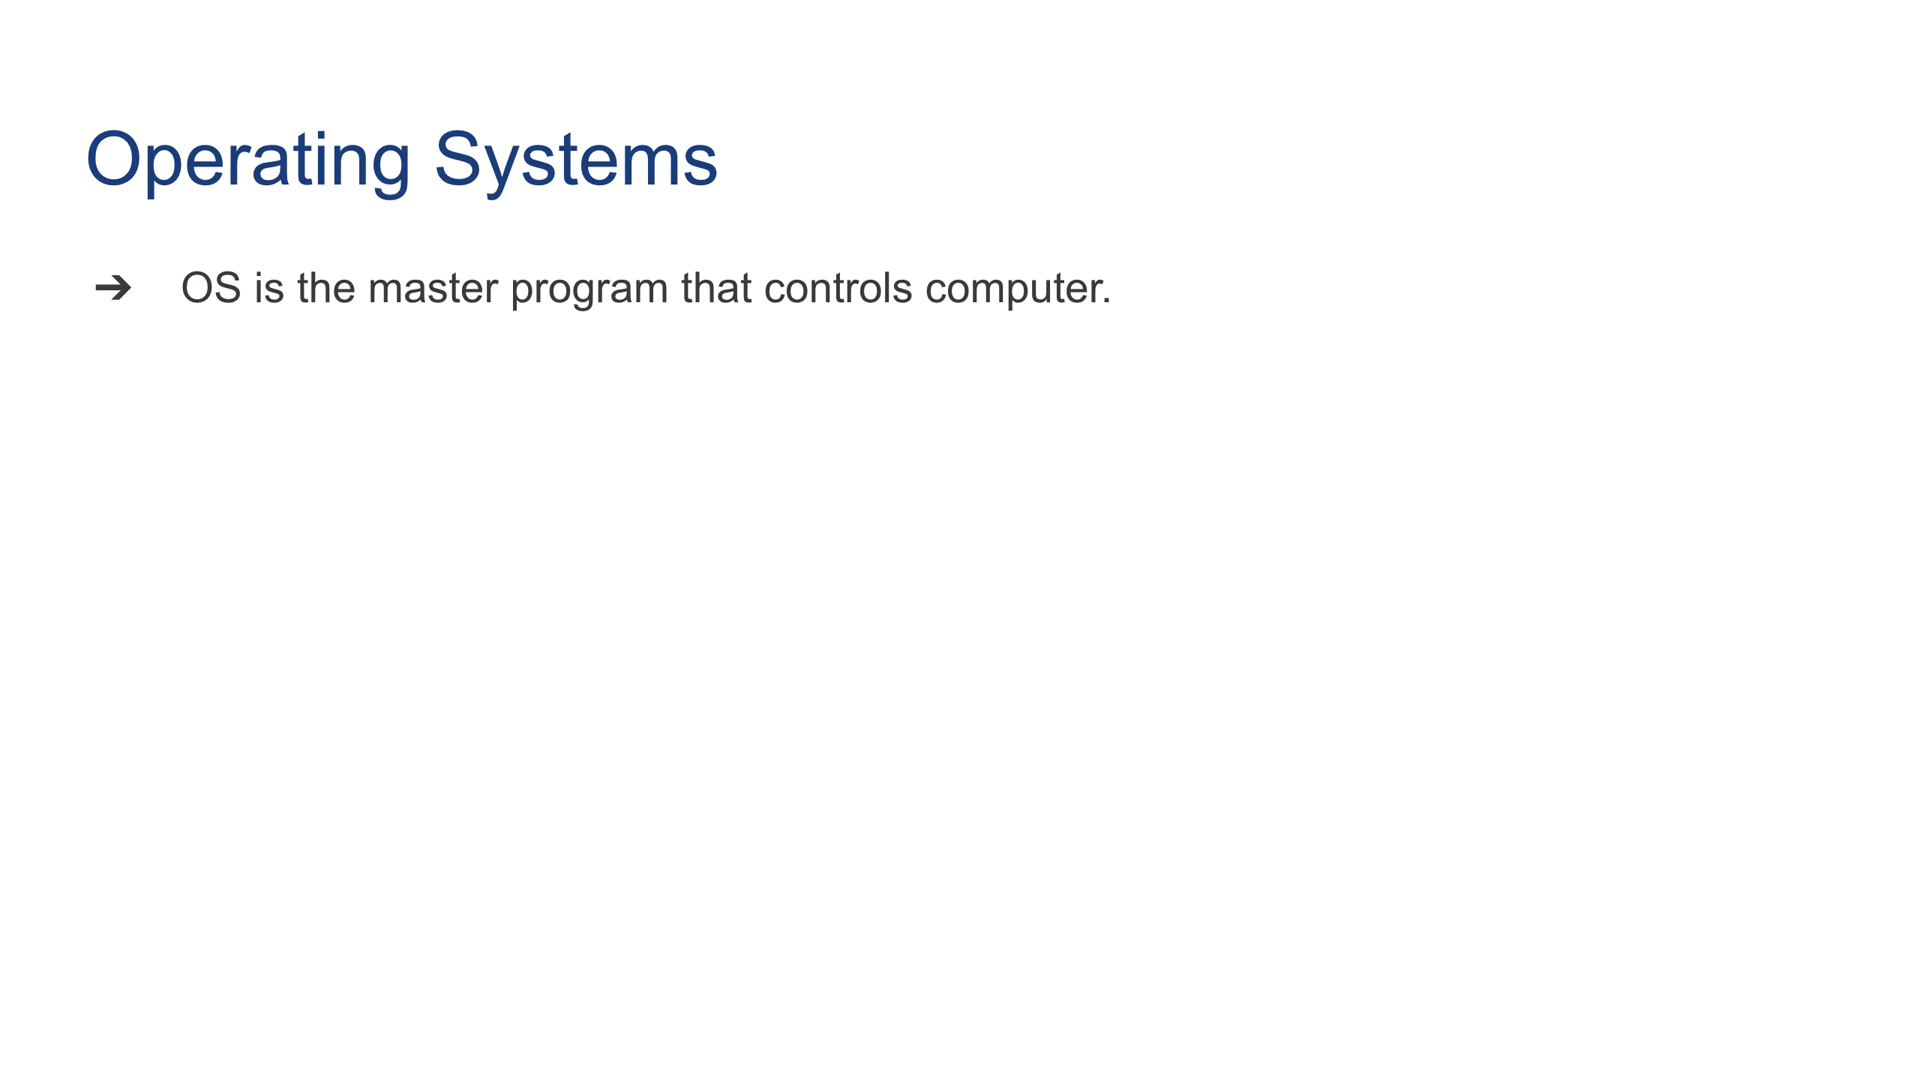 Operating Systems
➔ OS is the master program that controls computer.